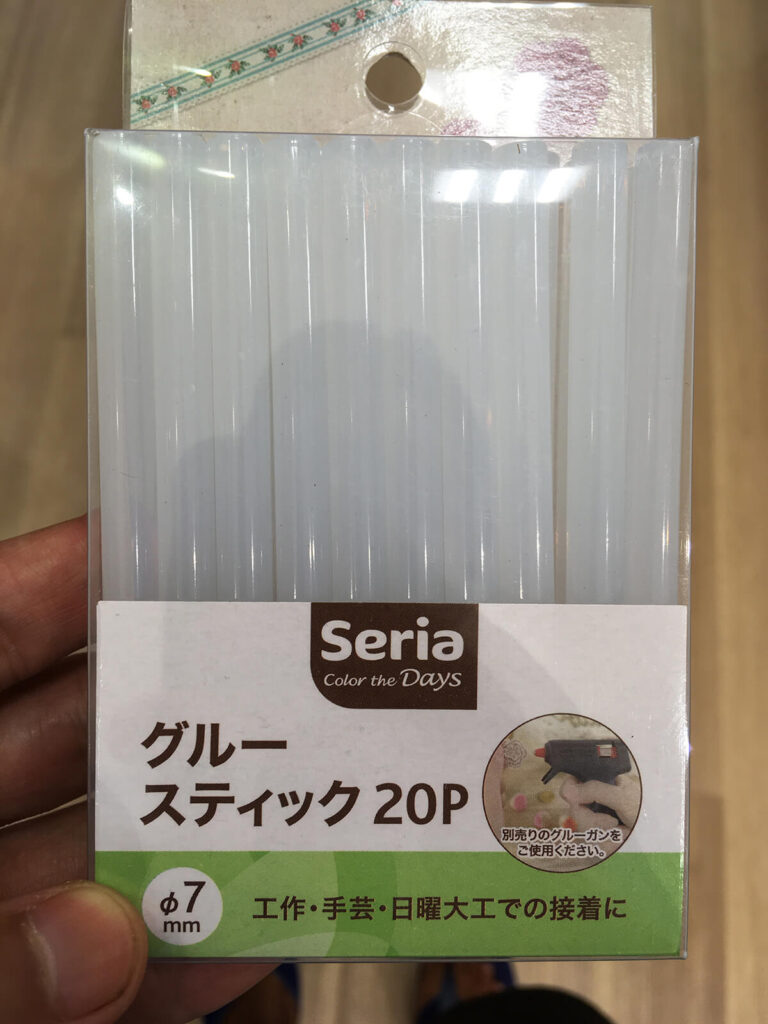 Seria
Color the Days
グルー
スティック 20P
別売りのグルーガンを
ご使用ください。
φ7
mm
工作・手芸・日曜大工での接着に